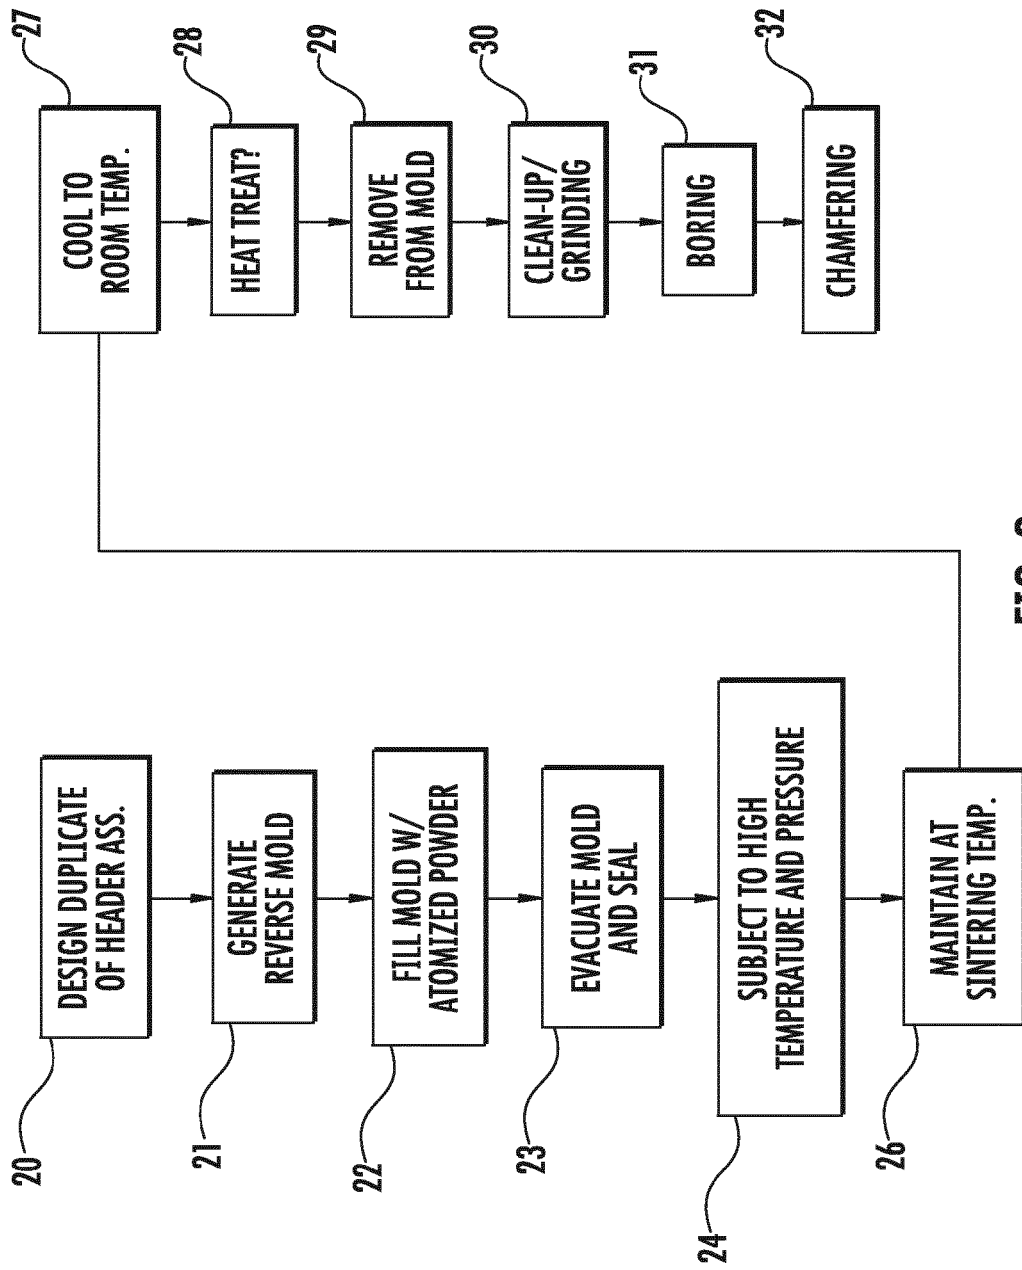 20
DESIGN DUPLICATE
OF HEADER ASS.
21
GENERATE
REVERSE MOLD
22
FILL MOLD W/
ATOMIZED POWDER
23
EVACUATE MOLD
AND SEAL
24
SUBJECT TO HIGH
TEMPERATURE AND PRESSURE
26
MAINTAIN AT
SINTERING TEMP.
27
COOL TO
ROOM TEMP.
28
HEAT TREAT?
29
REMOVE
FROM MOLD
30
CLEAN-UP/
GRINDING
31
BORING
32
CHAMFERING
FIG.